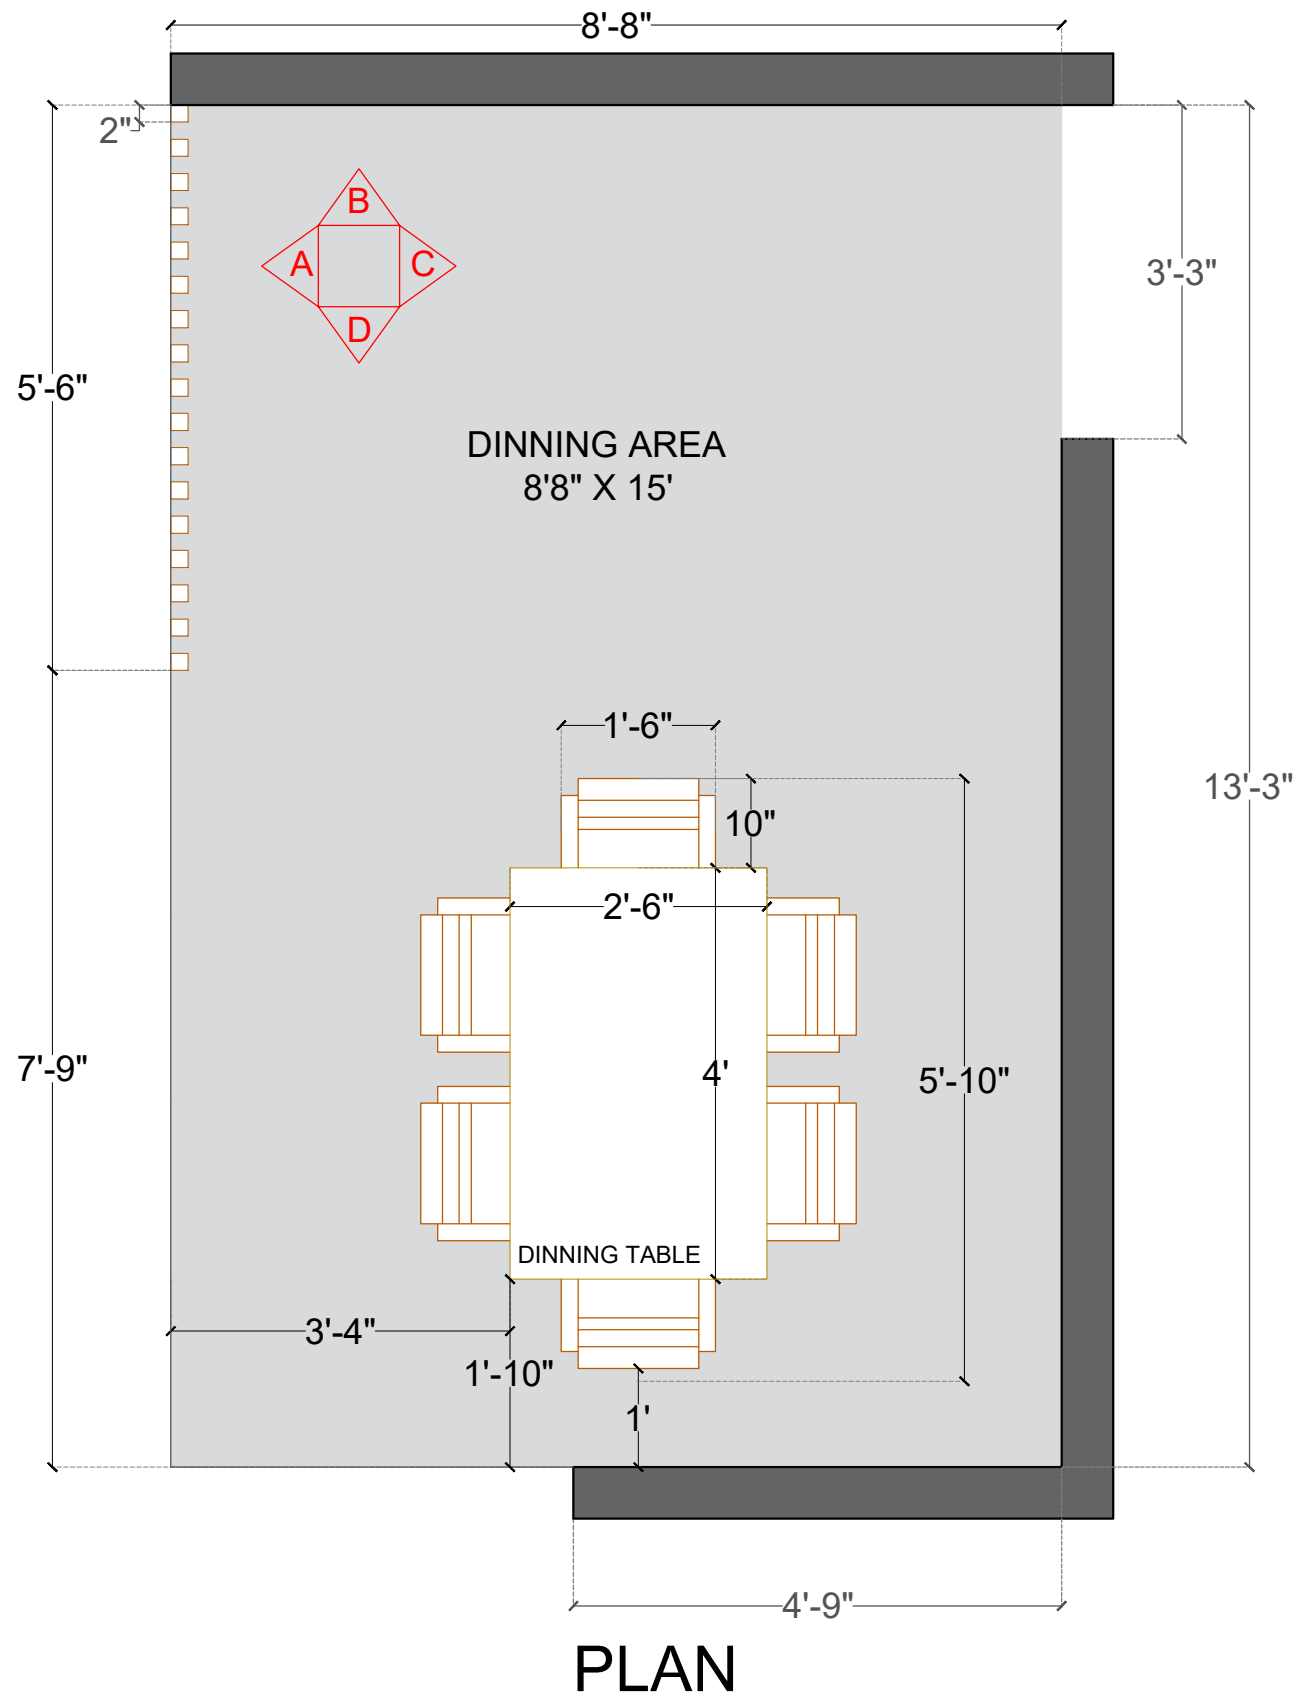 8'-8"
2"
B
A
C
D
3'-3"
5'-6"
DINNING AREA
8'8" X 15'
1'-6"
13'-3"
10"
2'-6"
7'-9"
4'
5'-10"
DINNING TABLE
3'-4"
1'-10"
1'
4'-9"
PLAN